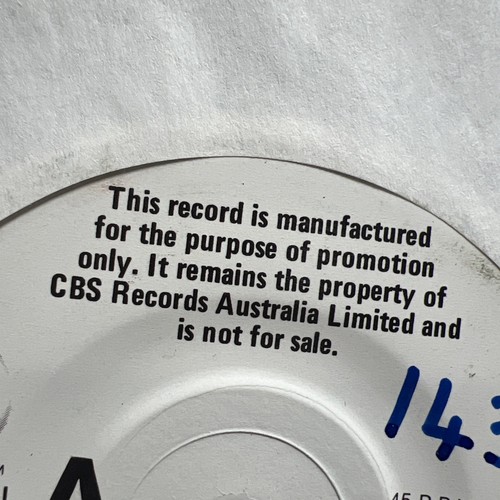 This record is manufactured
for the purpose of promotion
only. It remains the property of
CBS Records Australia Limited and
is not for sale.
A